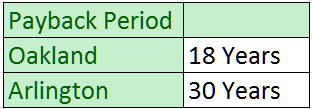 Payback Period
Oakland 18 Years
Arlington 30 Years